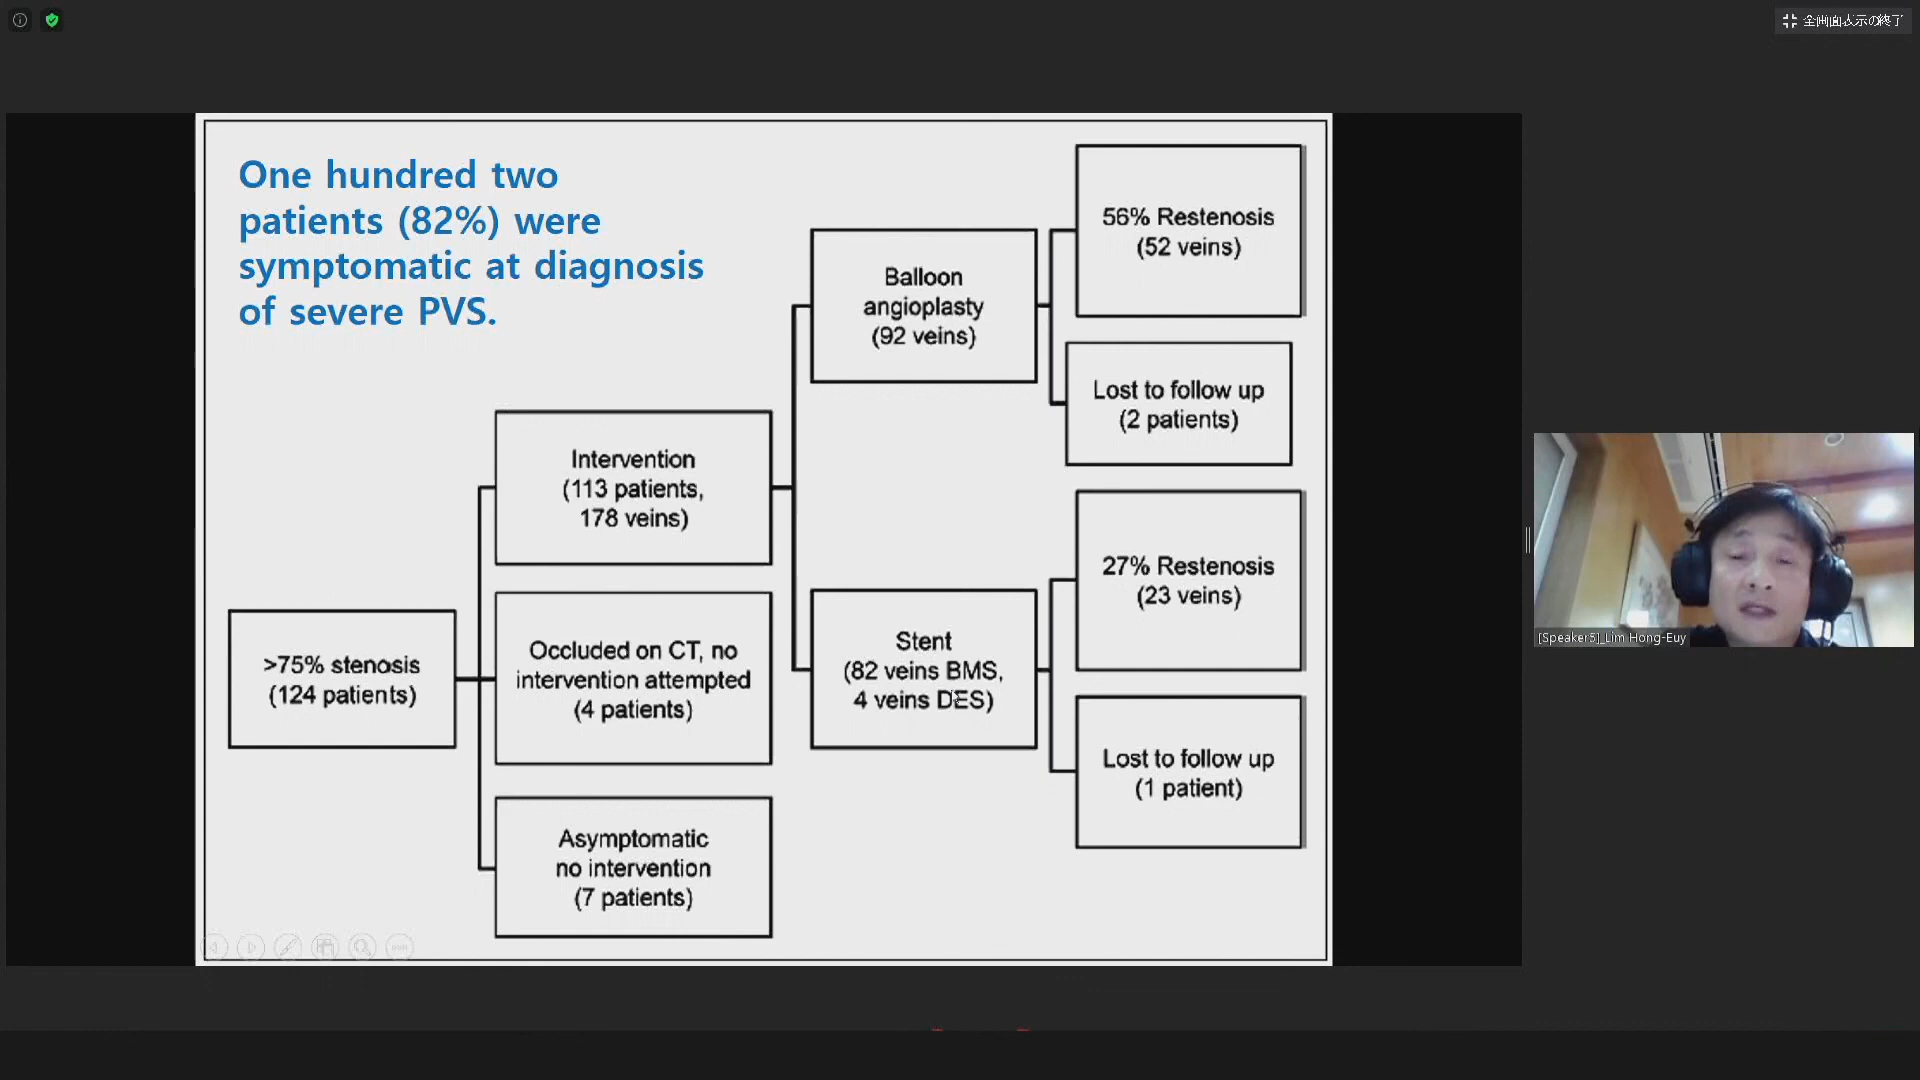 全画面表示の終了
One hundred two
patients (82%) were
symptomatic at diagnosis
of severe PVS.
>75% stenosis
(124 patients)
Intervention
(113 patients,
178 veins)
Occluded on CT, no
intervention attempted
(4 patients)
Asymptomatic
no intervention
(7 patients)
Balloon
angioplasty
(92 veins)
Stent
(82 veins BMS,
4 veins DES)
56% Restenosis
(52 veins)
Lost to follow up
(2 patients)
27% Restenosis
(23 veins)
Lost to follow up
(1 patient)
[Speaker5]_Lim Hong-Euy